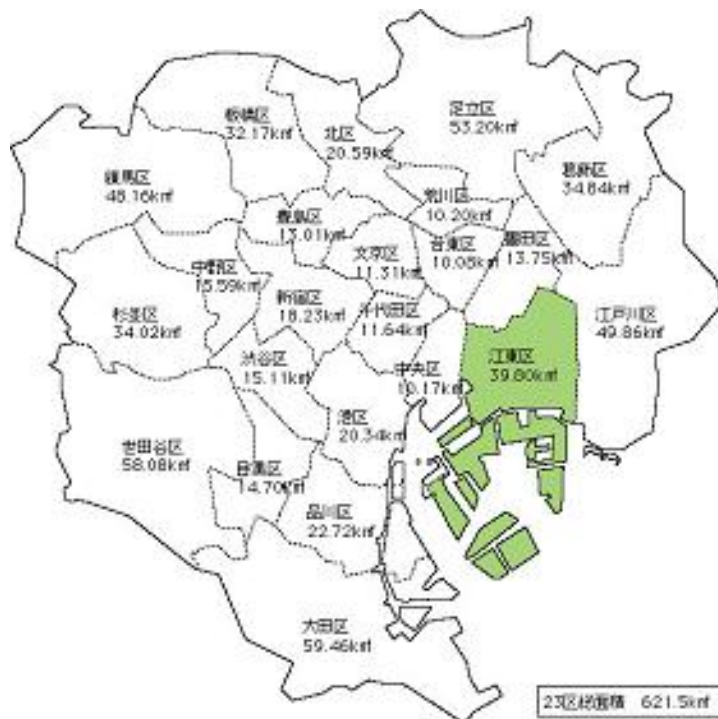 板橋区
32.17km²
北区
20.59km²
足立区
53.20km²
葛飾区
34.84km²
練馬区
48.16km²
荒川区
10.20km²
豊島区
13.01km²
文京区
11.31km²
台東区
10.08km²
墨田区
13.75km²
中野区
15.59km²
杉並区
34.02km²
新宿区
18.23km²
千代田区
11.64km²
江戸川区
49.86km²
渋谷区
15.11km²
中央区
10.17km²
江東区
39.80km²
港区
20.34km²
世田谷区
58.08km²
目黒区
14.70km²
品川区
22.72km²
大田区
59.46km²
23区総面積 621.5km²